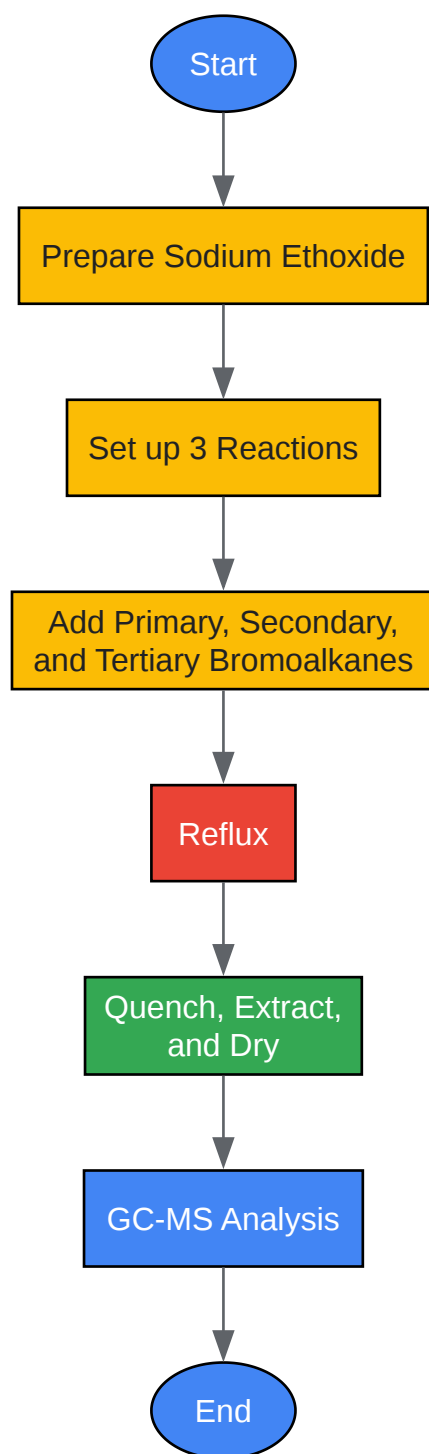 Start
Prepare Sodium Ethoxide
Set up 3 Reactions
Add Primary, Secondary,
and Tertiary Bromoalkanes
Reflux
Quench, Extract,
and Dry
GC-MS Analysis
End